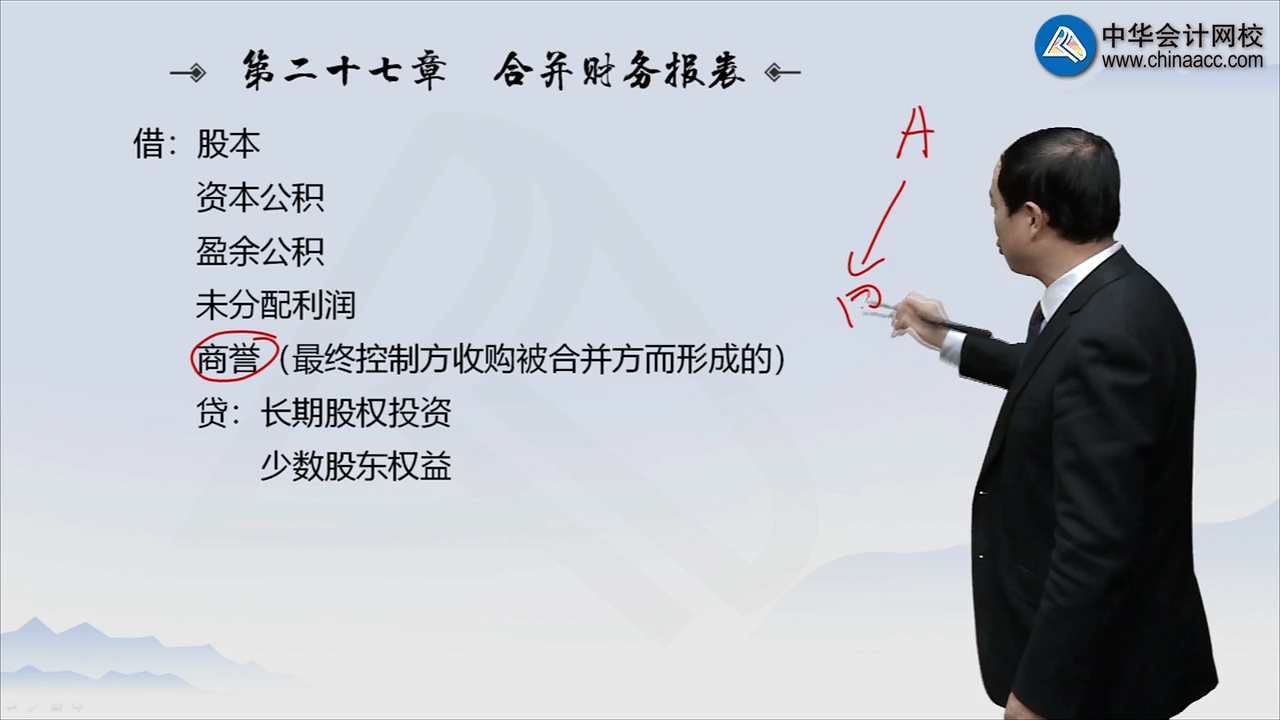 中华会计网校
www.chinaacc.com
第二十七章 合并财务报表
借：股本
资本公积
盈余公积
未分配利润
商誉（最终控制方收购被合并方而形成的）
贷：长期股权投资
少数股东权益
A